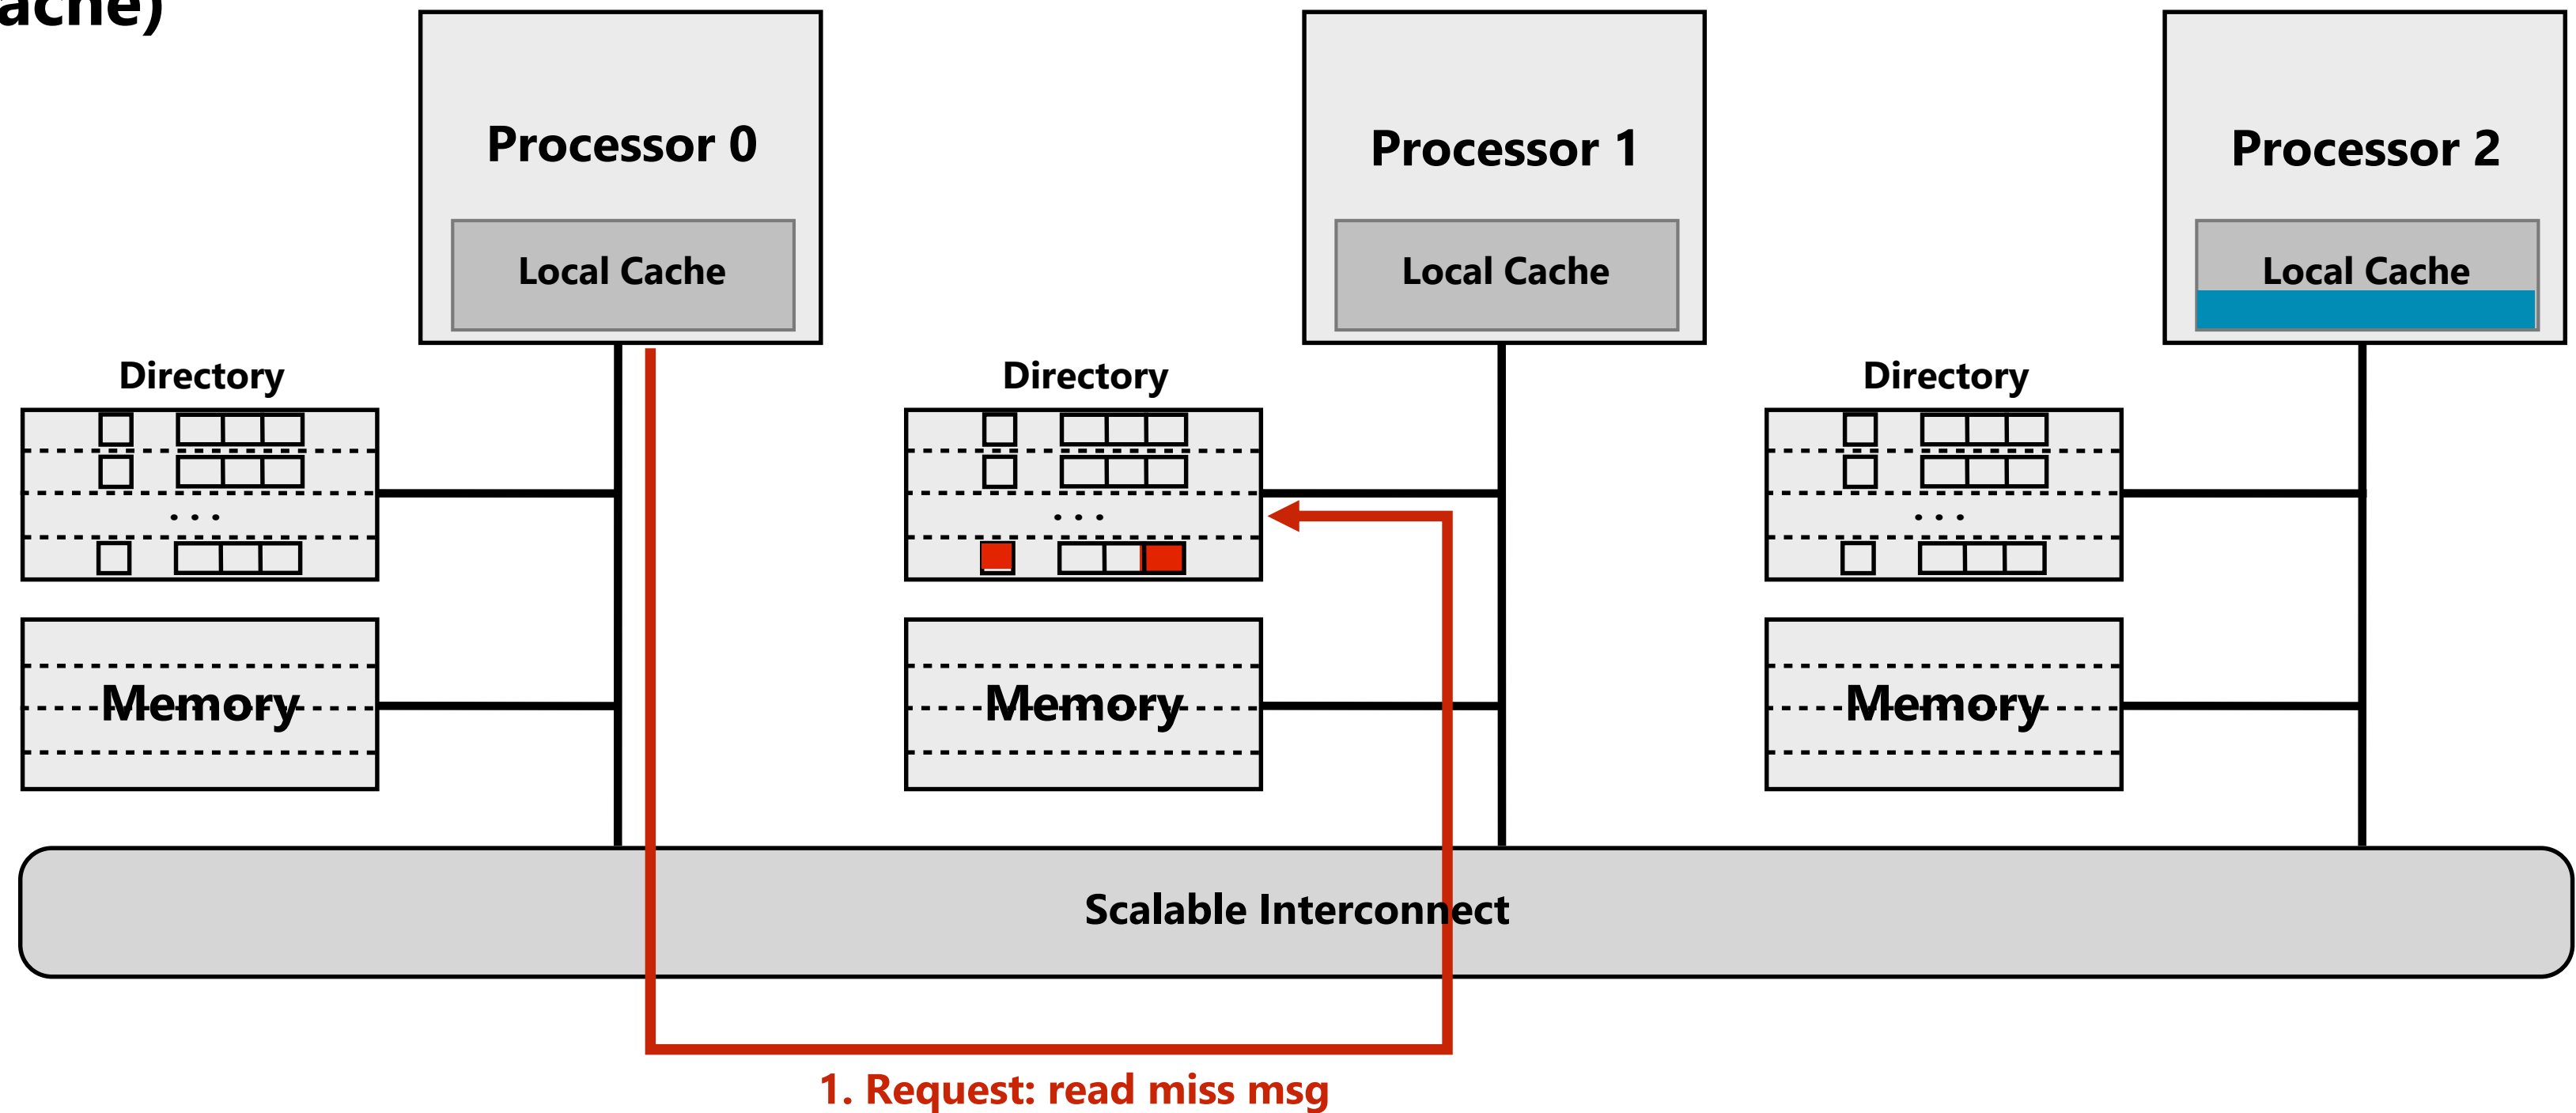 ache)
Processor 0
Processor 1
Processor 2
Local Cache
Local Cache
Local Cache
Directory
Directory
Directory
. . .
. . .
. . .
Memory
Memory
Memory
Scalable Interconnect
1. Request: read miss msg